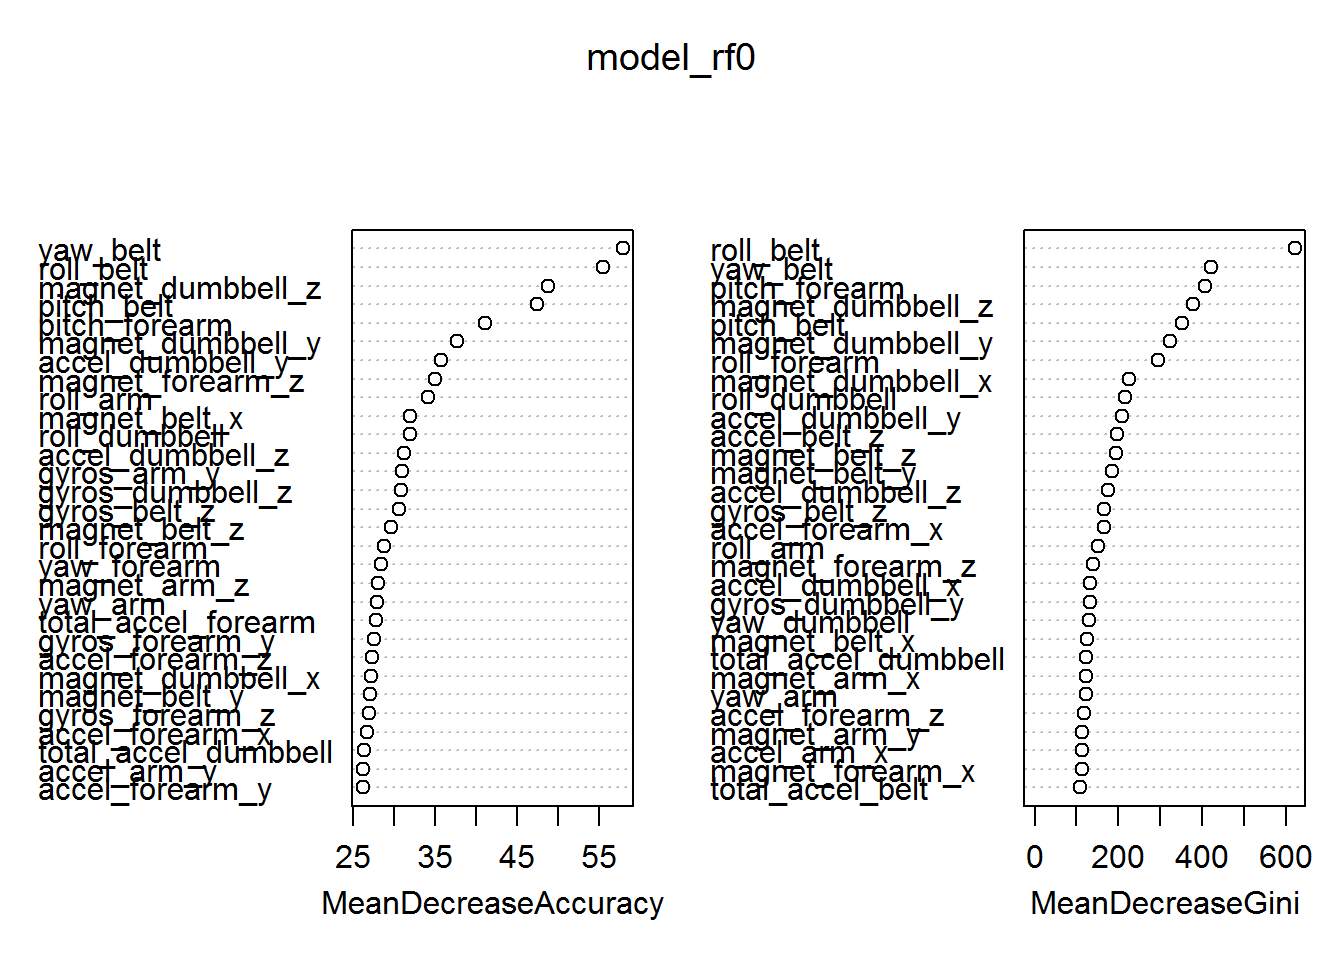 model_rf0
yaw_belt
roll_belt
magnet_dumbbell_z
pitch_belt
pitch_forearm
magnet_dumbbell_y
accel_dumbbell_y
magnet_forearm_z
roll_arm
magnet_belt_x
roll_dumbbell
accel_dumbbell_z
gyros_arm_y
gyros_dumbbell_z
gyros_belt_z
magnet_belt_z
roll_forearm
yaw_forearm
magnet_arm_z
yaw_arm
total_accel_forearm
gyros_forearm_y
accel_forearm_z
magnet_dumbbell_x
magnet_belt_y
gyros_forearm_z
accel_forearm_x
total_accel_dumbbell
accel_arm_y
accel_forearm_y
25 35 45 55
MeanDecreaseAccuracy
roll_belt
yaw_belt
pitch_forearm
magnet_dumbbell_z
pitch_belt
magnet_dumbbell_y
roll_forearm
magnet_dumbbell_x
roll_dumbbell
accel_dumbbell_y
accel_belt_z
magnet_belt_z
magnet_belt_y
accel_dumbbell_z
gyros_belt_z
accel_forearm_x
roll_arm
magnet_forearm_z
accel_dumbbell_x
gyros_dumbbell_y
yaw_dumbbell
magnet_belt_x
total_accel_dumbbell
magnet_arm_x
yaw_arm
accel_forearm_z
magnet_arm_y
accel_arm_x
magnet_forearm_x
total_accel_belt
0 200 400 600
MeanDecreaseGini